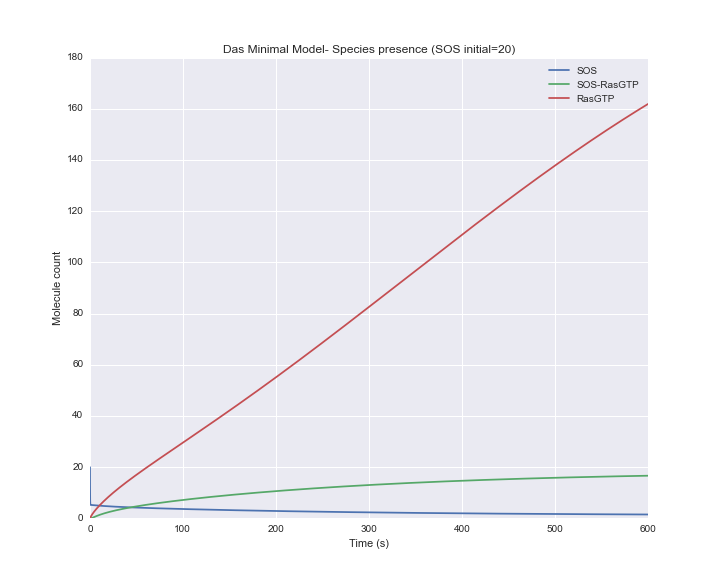 Das Minimal Model- Species presence (SOS initial=20)
180
160
140
120
100
80
60
40
20
0
Molecule count
SOS
SOS-RasGTP
RasGTP
0 100 200 300 400 500 600
Time (s)